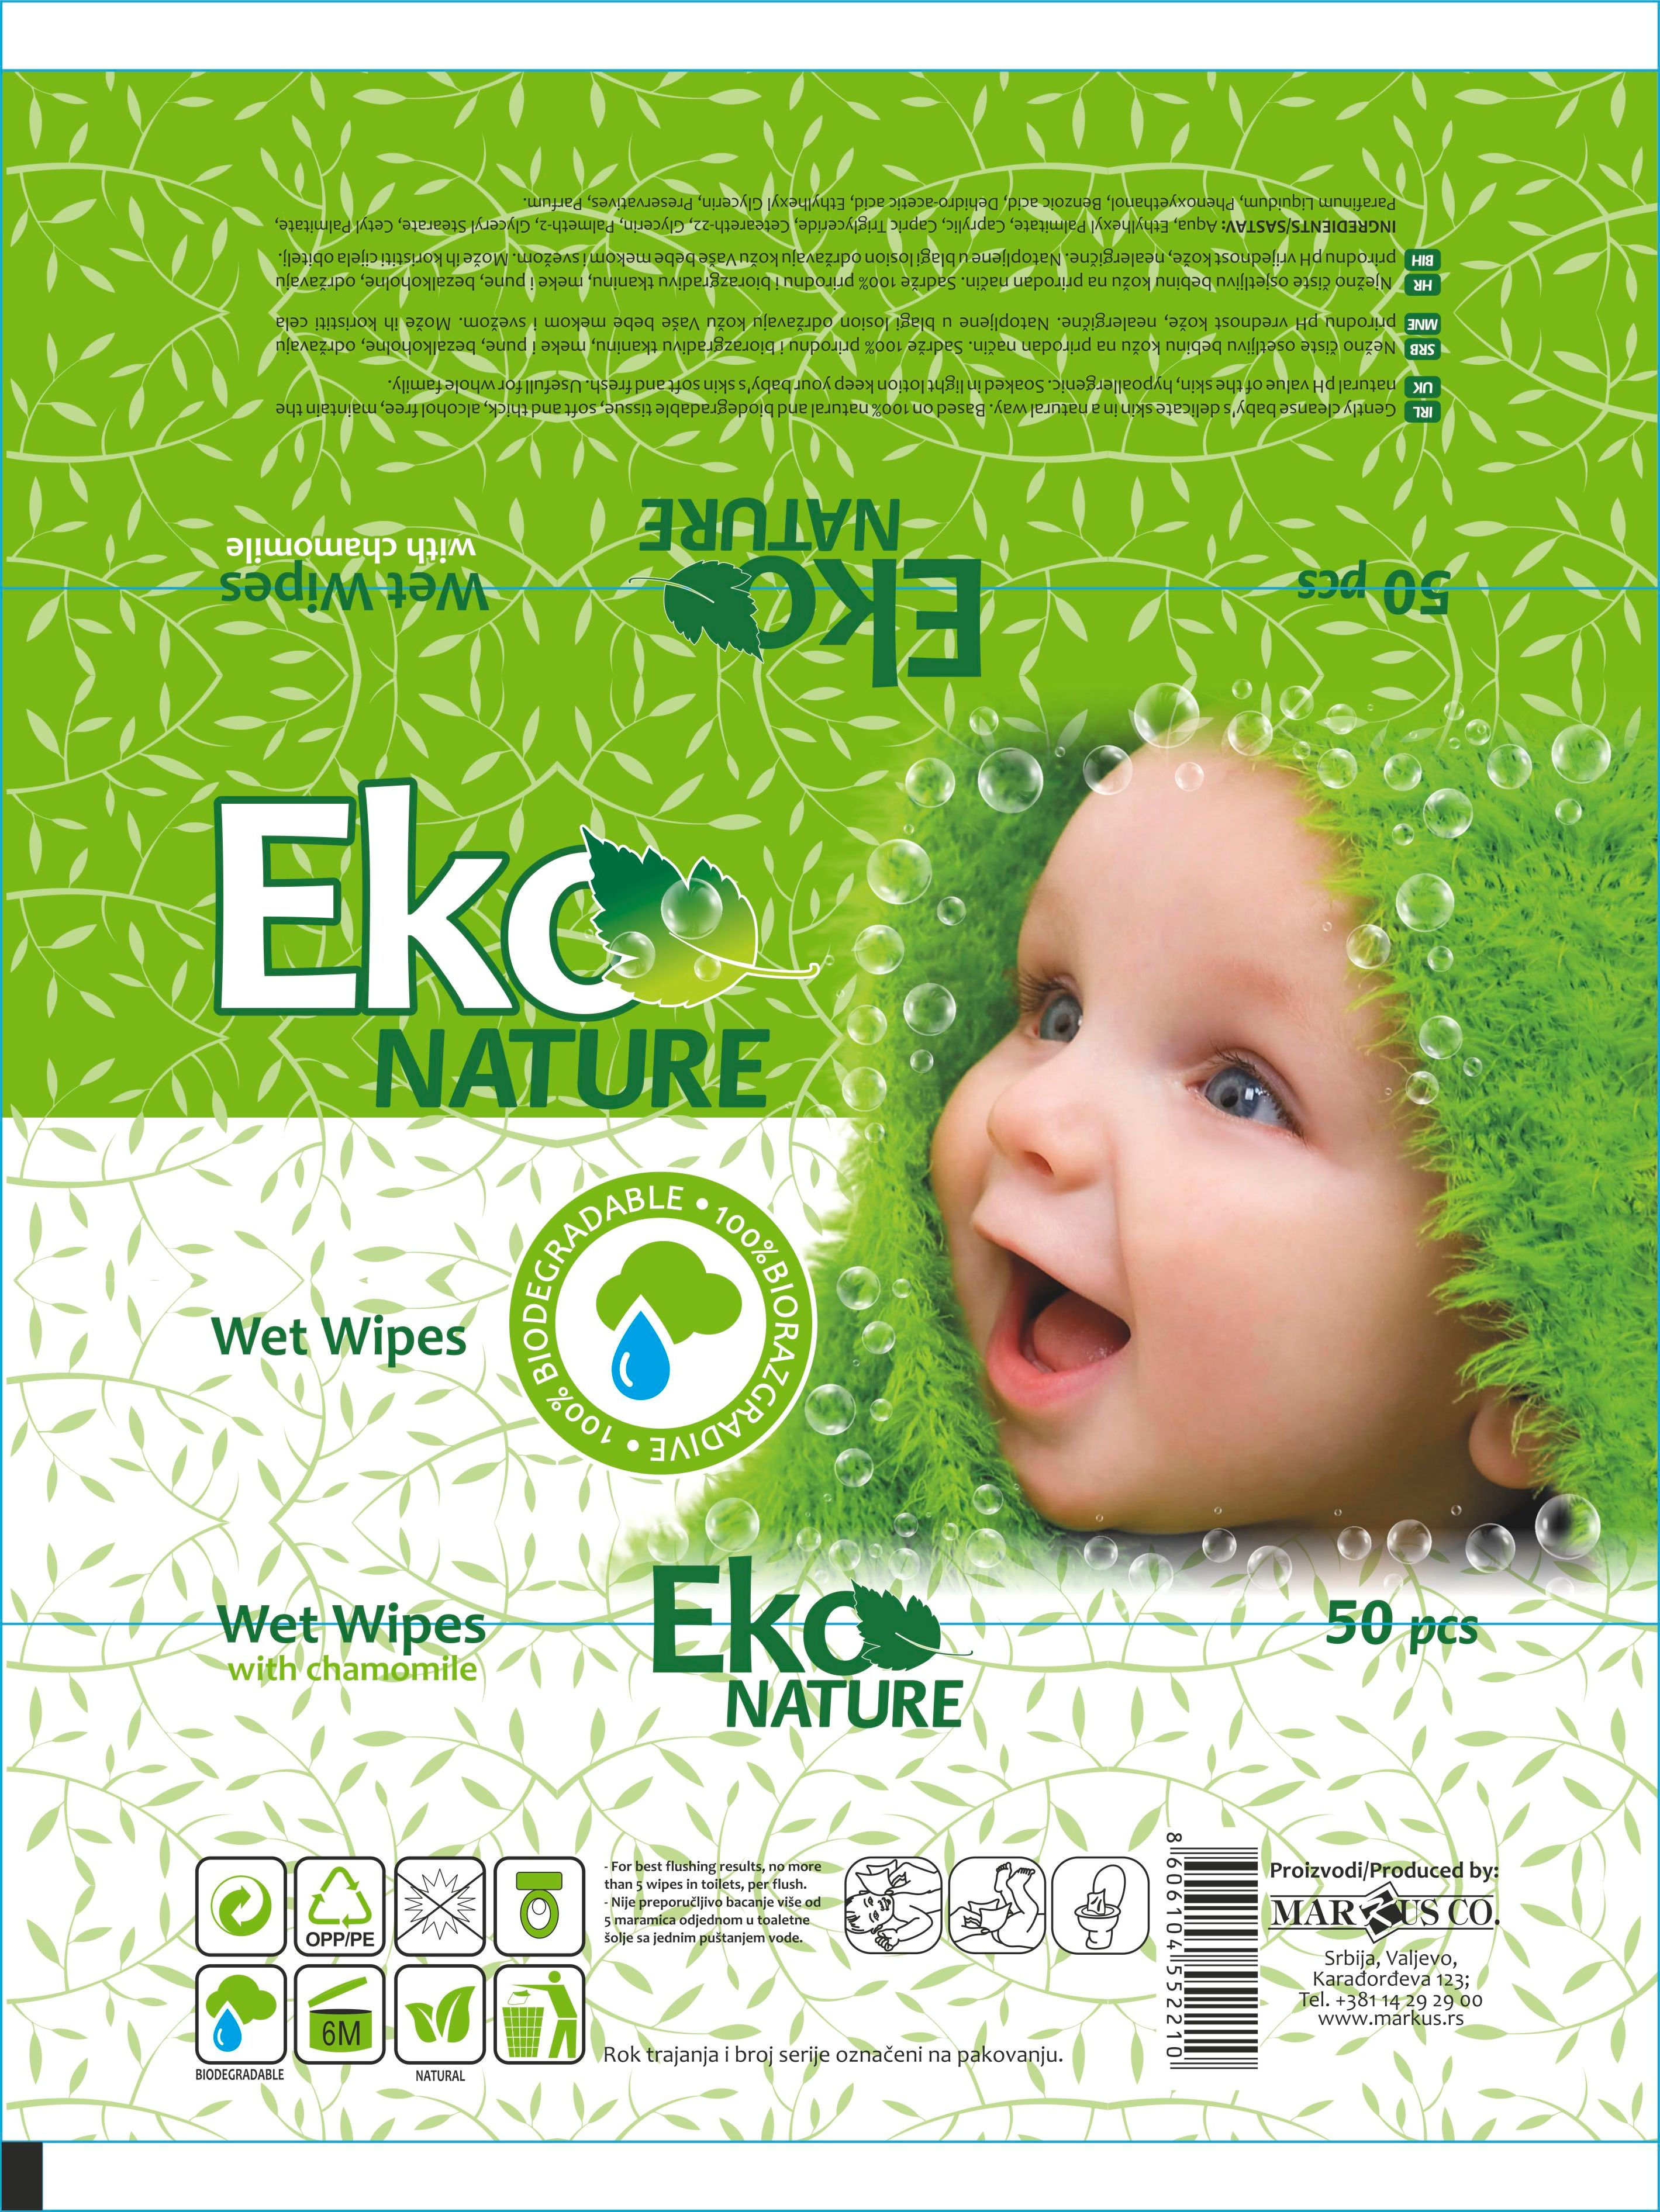 IRL Gently cleanse baby's delicate skin in a natural way. Based on 100% natural and biodegradable tissue, soft and thick, alcohol free, maintain the
UK natural pH value of the skin, hypoallergenic. Soaked in light lotion keep your baby's skin soft and fresh. Usefull for whole family.
SRB Nežno čiste osetljivu bebinu kožu na prirodan način. Sadrže 100% prirodnu i biorazgradivu tkaninu, meke i pune, bezalkoholne, održavaju
MNE prirodnu pH vrednost kože, nealergične. Natopljene u blagi losion održavaju kožu Vaše bebe mekom i svežom. Može ih koristiti cela
HR Nježno čiste osjetljivu bebinu kožu na prirodan način. Sadrže 100% prirodnu i biorazgradivu tkaninu, meke i pune, bezalkoholne, održavaju
BIH prirodnu pH vrijednost kože, nealergične. Natopljene u blagi losion održavaju kožu Vaše bebe mekom i svežom. Može ih koristiti cijela obitelj.
INGREDIENTS/SASTAV: Aqua, Ethylhexyl Palmitate, Caprylic, Capric Triglyceride, Ceteareth-22, Glycerin, Palmeth-2, Glyceryl Stearate, Cetyl Palmitate,
Parafinum Liquidum, Phenoxyethanol, Benzoic acid, Dehidro-acetic acid, Ethylhexyl Glycerin, Preservatives, Parfum.
50 pcs
Eko
NATURE
Wet Wipes
with chamomile
Eko
NATURE
100% BIODEGRADABLE • 100%BIORAZGRADIVE •
Wet Wipes
Wet Wipes
with chamomile
Eko
NATURE
50 pcs
OPP/PE
BIODEGRADABLE
6M
NATURAL
- For best flushing results, no more
than 5 wipes in toilets, per flush.
- Nije preporučljivo bacanje više od
5 maramica odjednom u toaletne
šolje sa jednim puštanjem vode.
Rok trajanja i broj serije označeni na pakovanju.
8 606104 552210
Proizvodi/Produced by:
MARKUS CO.
Srbija, Valjevo,
Karađorđeva 123;
Tel. +381 14 29 29 00
www.markus.rs